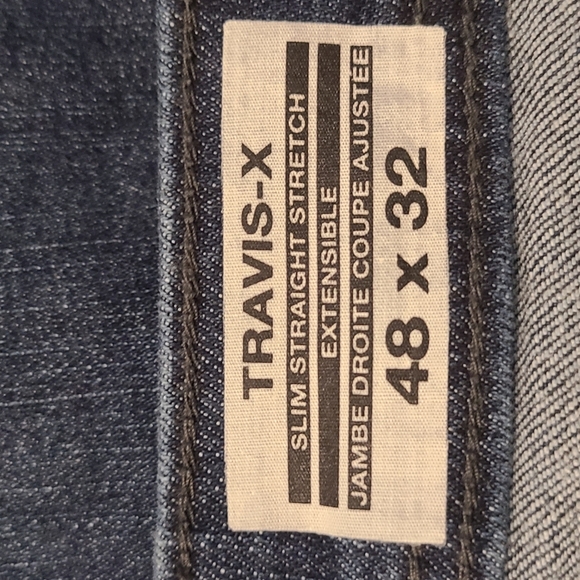 TRAVIS-X
SLIM STRAIGHT STRETCH
EXTENSIBLE
JAMBE DROITE COUPE AJUSTÉE
48 x 32